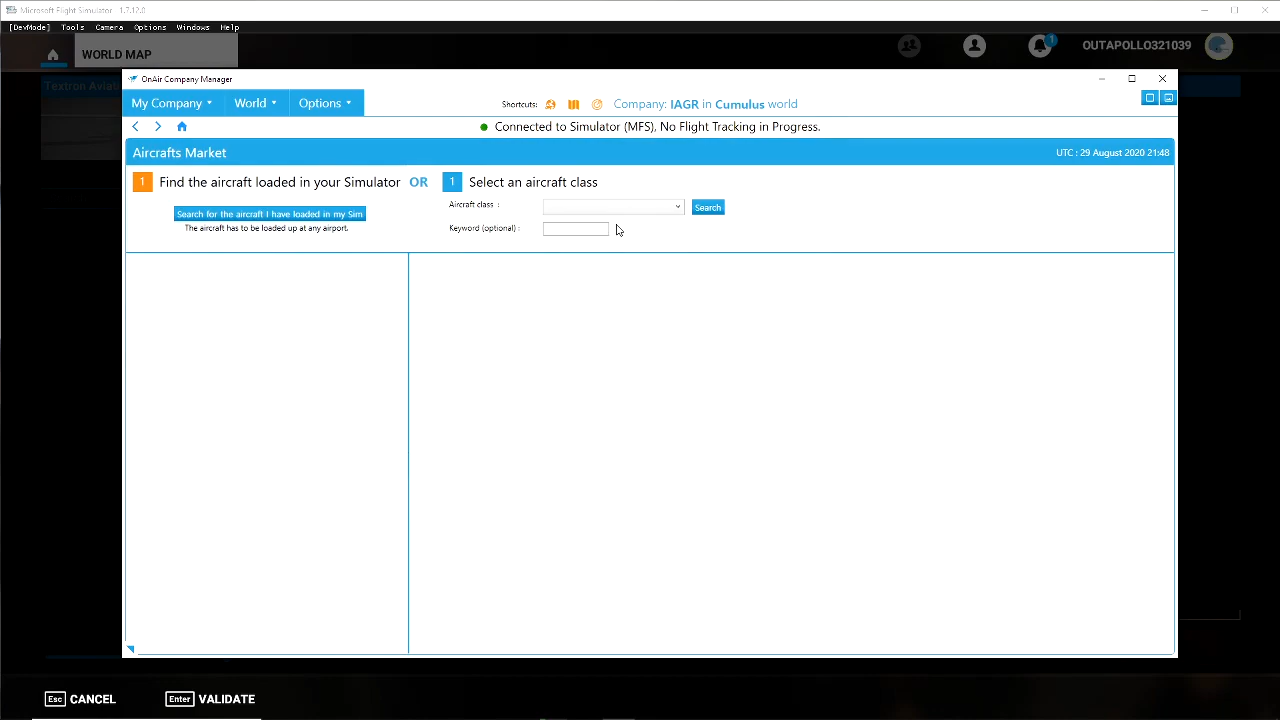 Microsoft Flight Simulator - 1.7.12.0
[DevMode] Tools Camera Options Windows Help
WORLD MAP
1
OUTAPOLLO321039
Textron Aviat
OnAir Company Manager
My Company World Options
Shortcuts:
Company: IAGR in Cumulus world
Connected to Simulator (MFS), No Flight Tracking in Progress.
Aircrafts Market
UTC : 29 August 2020 21:48
1 Find the aircraft loaded in your Simulator OR 1 Select an aircraft class
Aircraft class :
Search
Search for the aircraft I have loaded in my Sim
The aircraft has to be loaded up at any airport.
Keyword (optional) :
Esc CANCEL
Enter VALIDATE